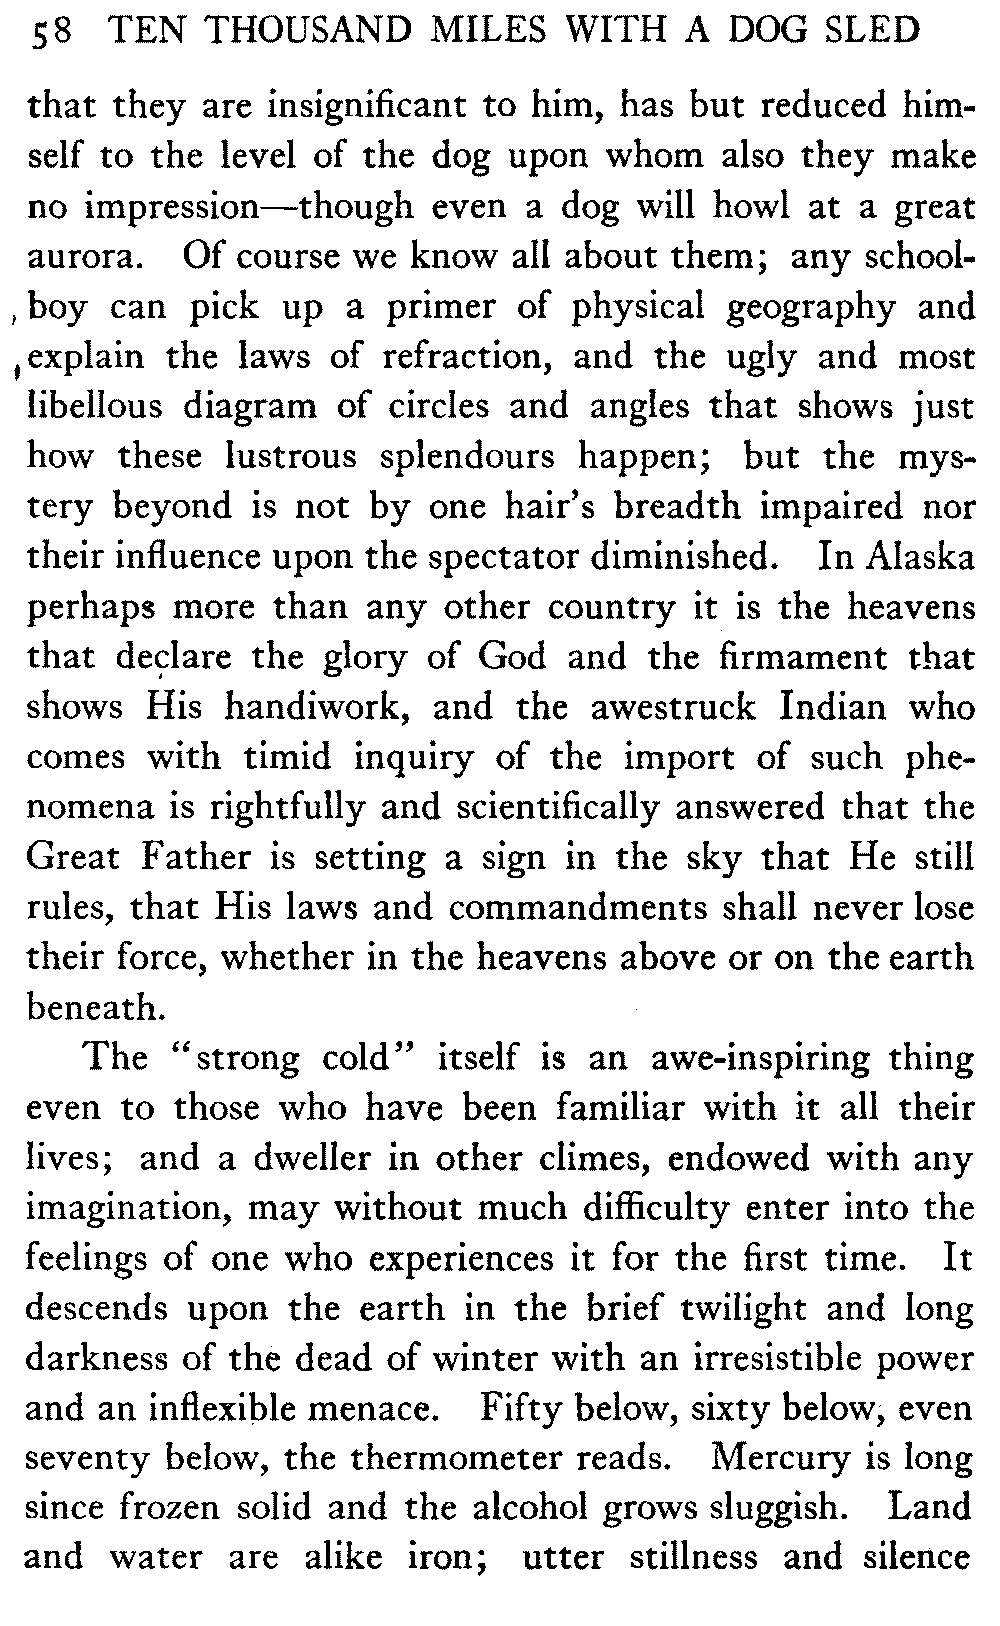 58 TEN THOUSAND MILES WITH A DOG SLED
that they are insignificant to him, has but reduced him-
self to the level of the dog upon whom also they make
no impression—though even a dog will howl at a great
aurora. Of course we know all about them; any school-
boy can pick up a primer of physical geography and
explain the laws of refraction, and the ugly and most
libellous diagram of circles and angles that shows just
how these lustrous splendours happen; but the mys-
tery beyond is not by one hair's breadth impaired nor
their influence upon the spectator diminished. In Alaska
perhaps more than any other country it is the heavens
that declare the glory of God and the firmament that
shows His handiwork, and the awestruck Indian who
comes with timid inquiry of the import of such phe-
nomena is rightfully and scientifically answered that the
Great Father is setting a sign in the sky that He still
rules, that His laws and commandments shall never lose
their force, whether in the heavens above or on the earth
beneath.
The "strong cold" itself is an awe-inspiring thing
even to those who have been familiar with it all their
lives; and a dweller in other climes, endowed with any
imagination, may without much difficulty enter into the
feelings of one who experiences it for the first time. It
descends upon the earth in the brief twilight and long
darkness of the dead of winter with an irresistible power
and an inflexible menace. Fifty below, sixty below, even
seventy below, the thermometer reads. Mercury is long
since frozen solid and the alcohol grows sluggish. Land
and water are alike iron; utter stillness and silence